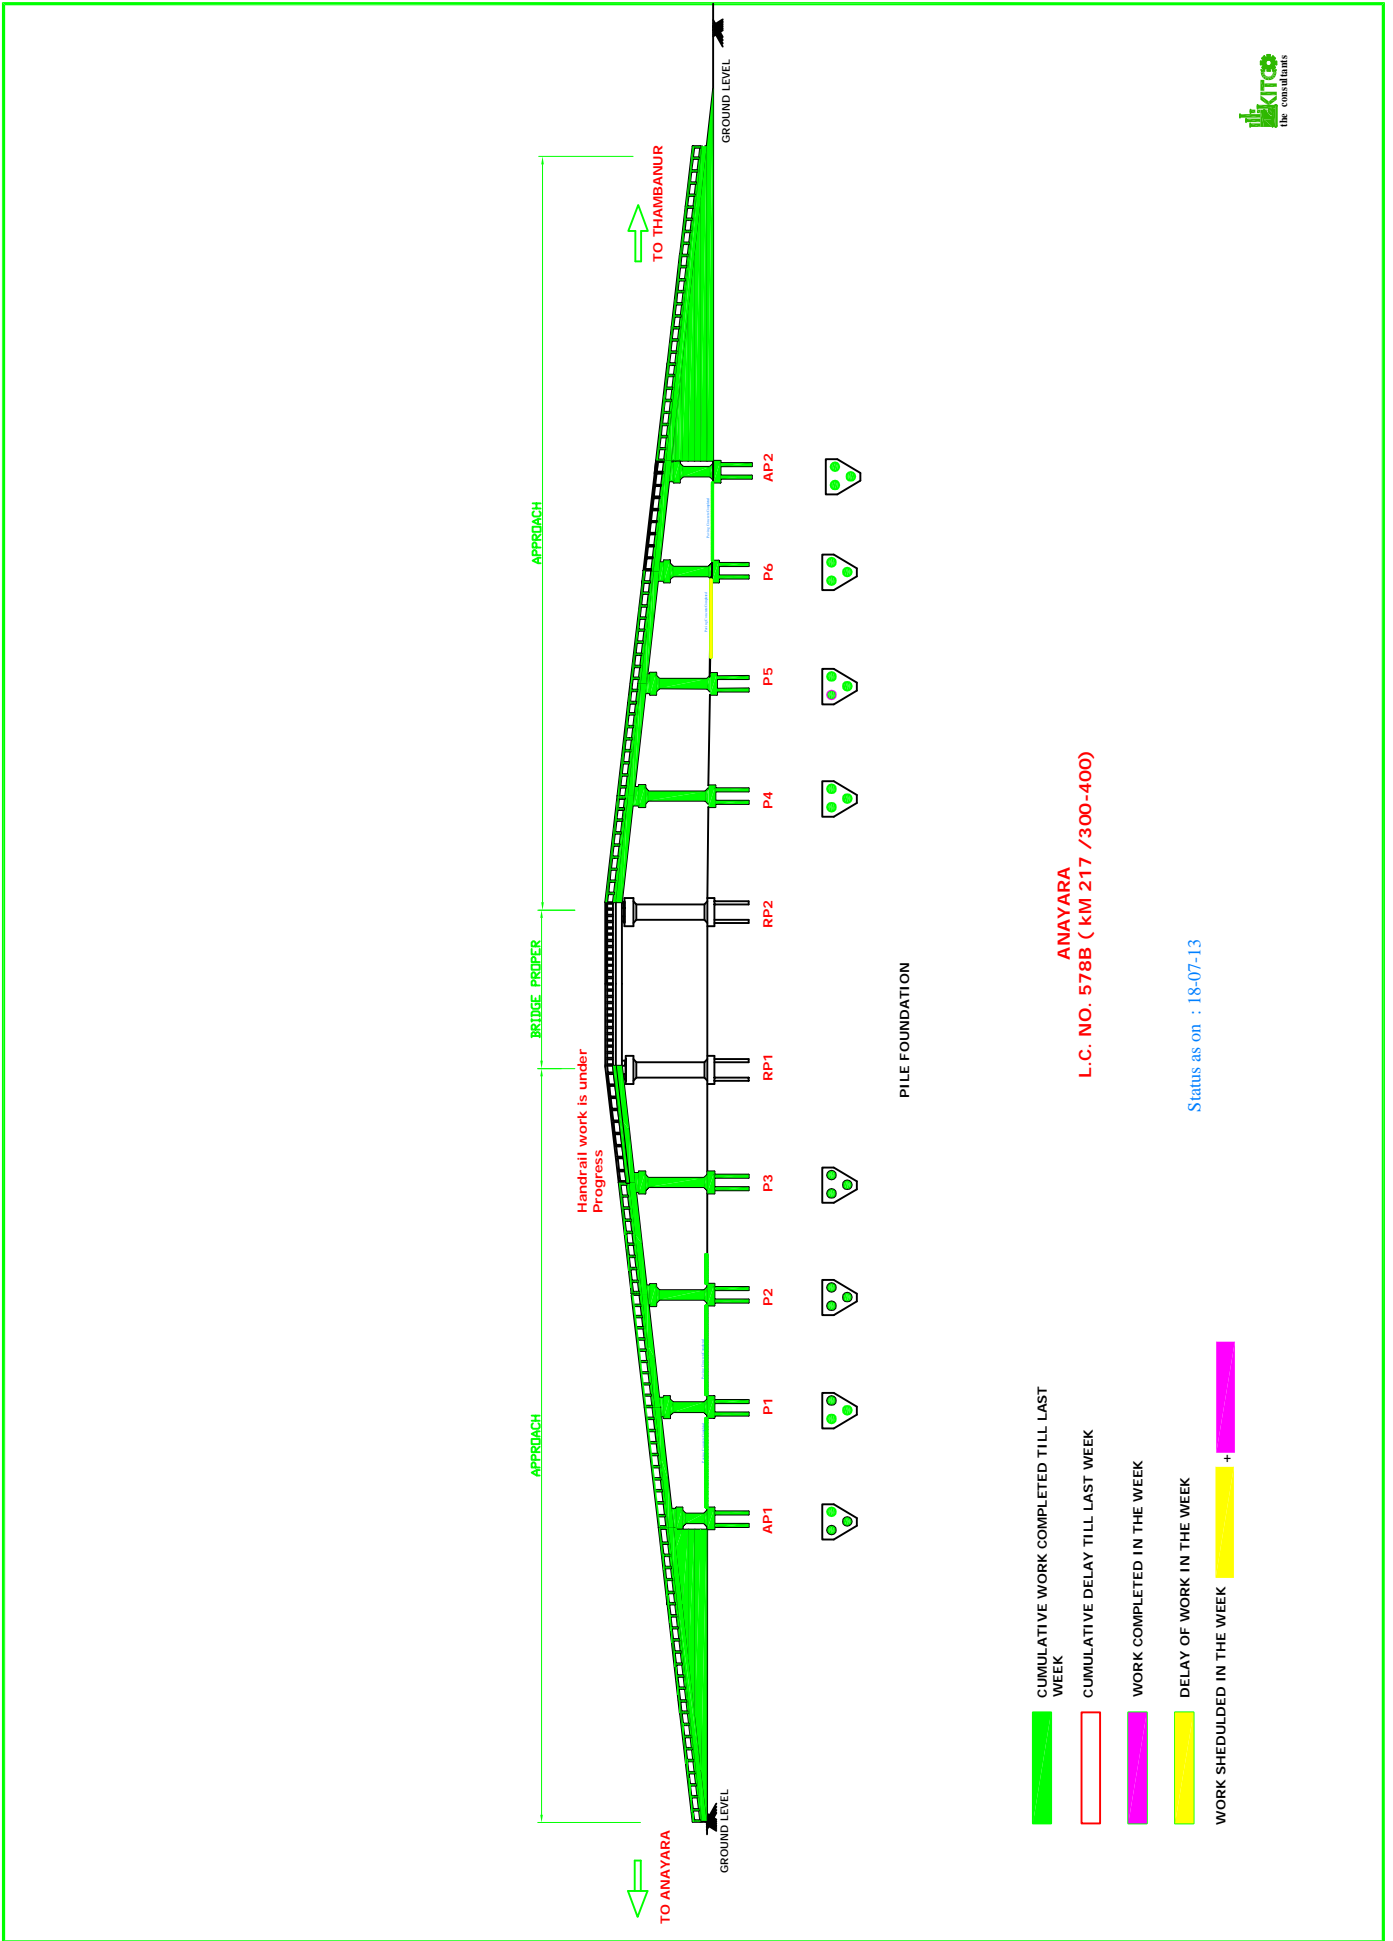 APPROACH
BRIDGE PROPER
APPROACH
Handrail work is under
Progress
TO ANAYARA
TO THAMBANUR
GROUND LEVEL
GROUND LEVEL
AP1
P1
P2
P3
RP1
RP2
P4
P5
P6
AP2
PILE FOUNDATION
CUMULATIVE WORK COMPLETED TILL LAST
WEEK
CUMULATIVE DELAY TILL LAST WEEK
WORK COMPLETED IN THE WEEK
DELAY OF WORK IN THE WEEK
WORK SHEDULDED IN THE WEEK +
ANAYARA
L.C. NO. 578B ( kM 217 /300-400)
Status as on : 18-07-13
KITCO
the consultants